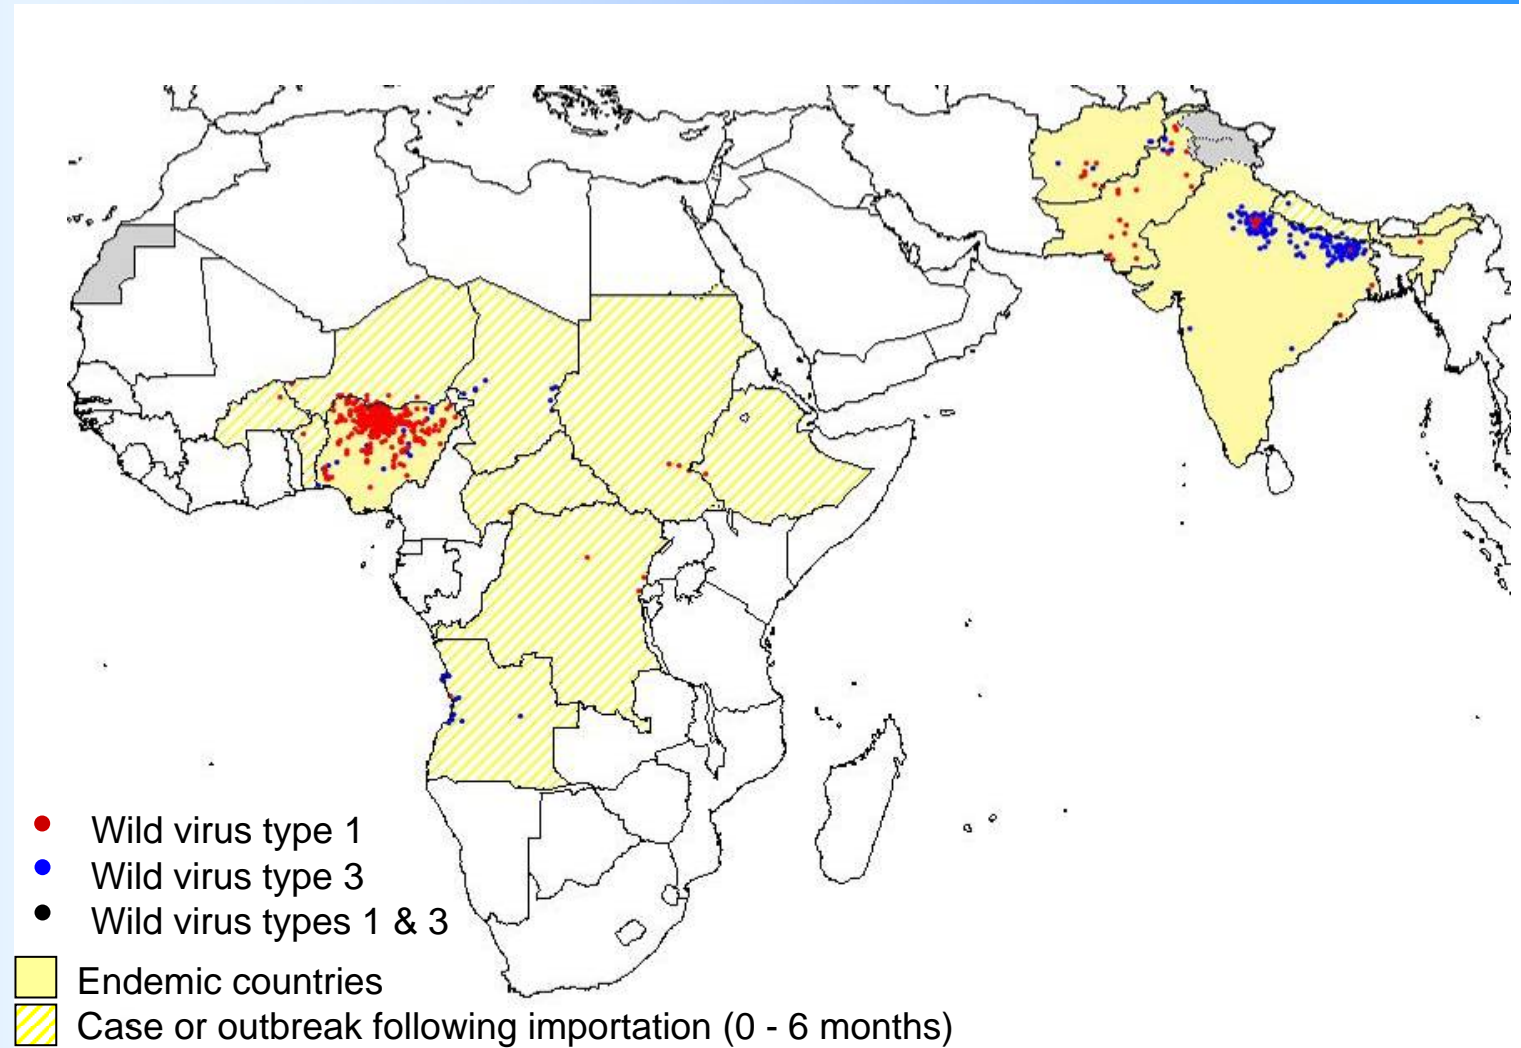 Wild virus type 1
Wild virus type 3
Wild virus types 1 & 3
Endemic countries
Case or outbreak following importation (0 - 6 months)